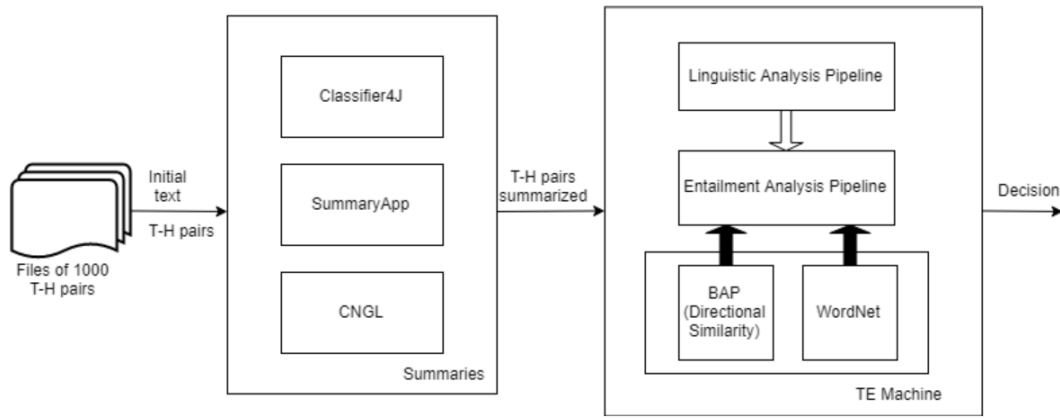 Files of 1000
T-H pairs
Initial
text
T-H pairs
Classifier4J
SummaryApp
CNGL
Summaries
T-H pairs
summarized
Linguistic Analysis Pipeline
Entailment Analysis Pipeline
BAP
(Directional
Similarity)
WordNet
TE Machine
Decision